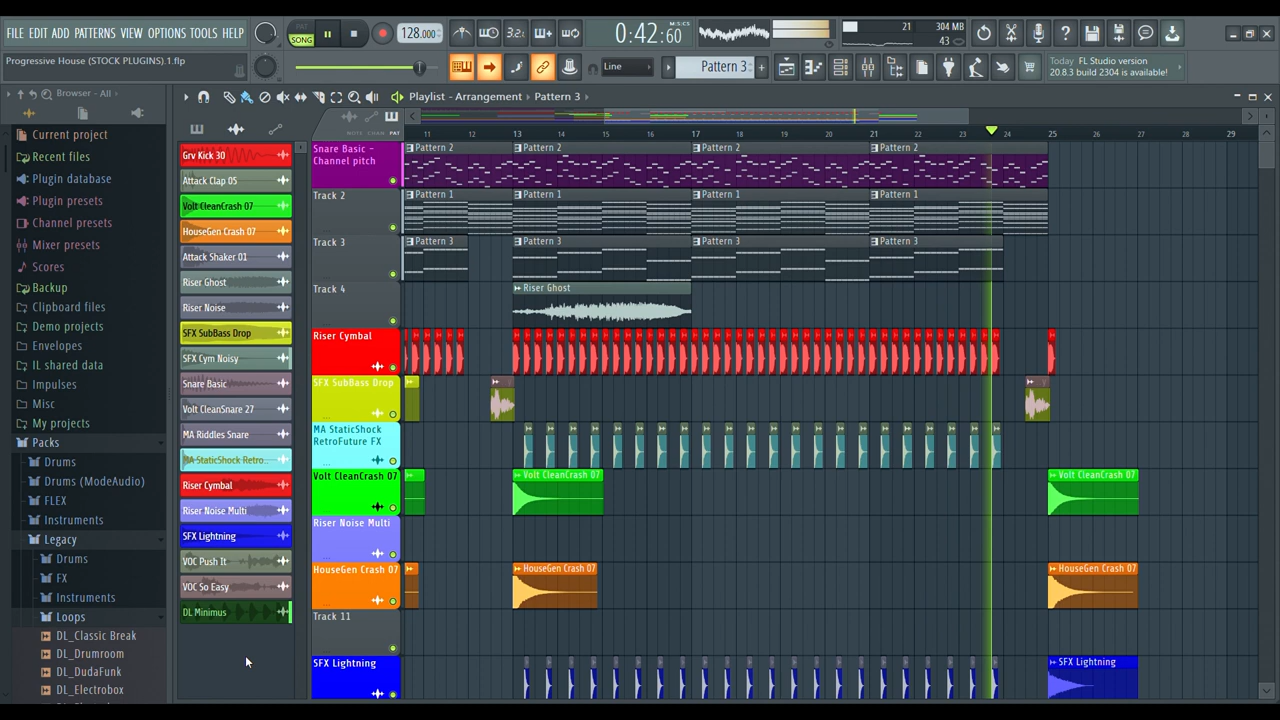 FILE EDIT ADD PATTERNS VIEW OPTIONS TOOLS HELP
PAT
SONG
128.000
3.2.
0:42:60
M:S:CS
21
304 MB
43
Progressive House (STOCK PLUGINS).1.flp
Line
Pattern 3
Today FL Studio version
20.8.3 build 2304 is available!
Browser - All
Playlist - Arrangement
Pattern 3
NOTE CHAN PAT
11 12 13 14 15 16 17 18 19 20 21 22 23 24 25 26 27 28 29
Current project
Recent files
Plugin database
Plugin presets
Channel presets
Mixer presets
Scores
Backup
Clipboard files
Demo projects
Envelopes
IL shared data
Impulses
Misc
My projects
Packs
Drums
Drums (ModeAudio)
FLEX
Instruments
Legacy
Drums
FX
Instruments
Loops
DL_Classic Break
DL_Drumroom
DL_DudaFunk
DL_Electrobox
Grv Kick 30
Attack Clap 05
Volt CleanCrash 07
HouseGen Crash 07
Attack Shaker 01
Riser Ghost
Riser Noise
SFX SubBass Drop
SFX Cym Noisy
Snare Basic
Volt CleanSnare 27
MA Riddles Snare
MA StaticShock Retro..
Riser Cymbal
Riser Noise Multi
SFX Lightning
VOC Push It
VOC So Easy
DL Minimus
Snare Basic -
Channel pitch
Pattern 2
Pattern 2
Pattern 2
Pattern 2
Track 2
Pattern 1
Pattern 1
Pattern 1
Pattern 1
Track 3
Pattern 3
Pattern 3
Pattern 3
Pattern 3
Track 4
Riser Ghost
Riser Cymbal
SFX SubBass Drop
MA StaticShock
RetroFuture FX
Volt CleanCrash 07
Volt CleanCrash 07
Volt CleanCrash 07
Riser Noise Multi
HouseGen Crash 07
HouseGen Crash 07
HouseGen Crash 07
Track 11
SFX Lightning
SFX Lightning